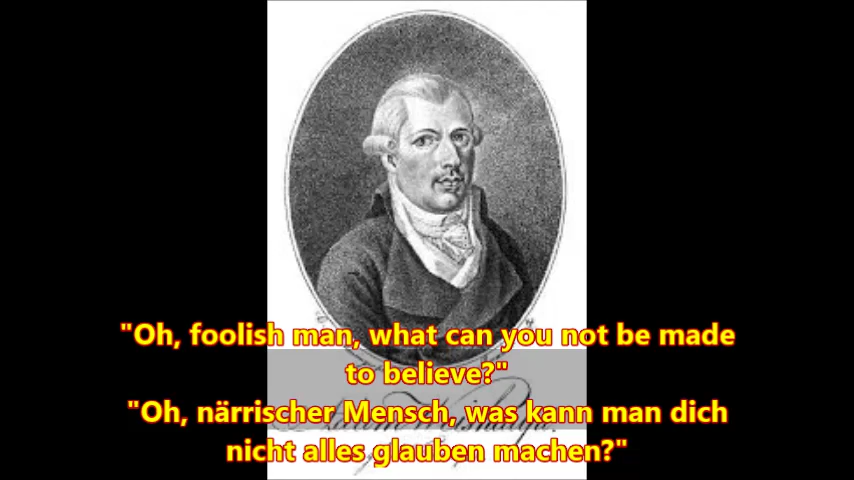 "Oh, foolish man, what can you not be made
to believe?"
"Oh, närrischer Mensch, was kann man dich
nicht alles glauben machen?"